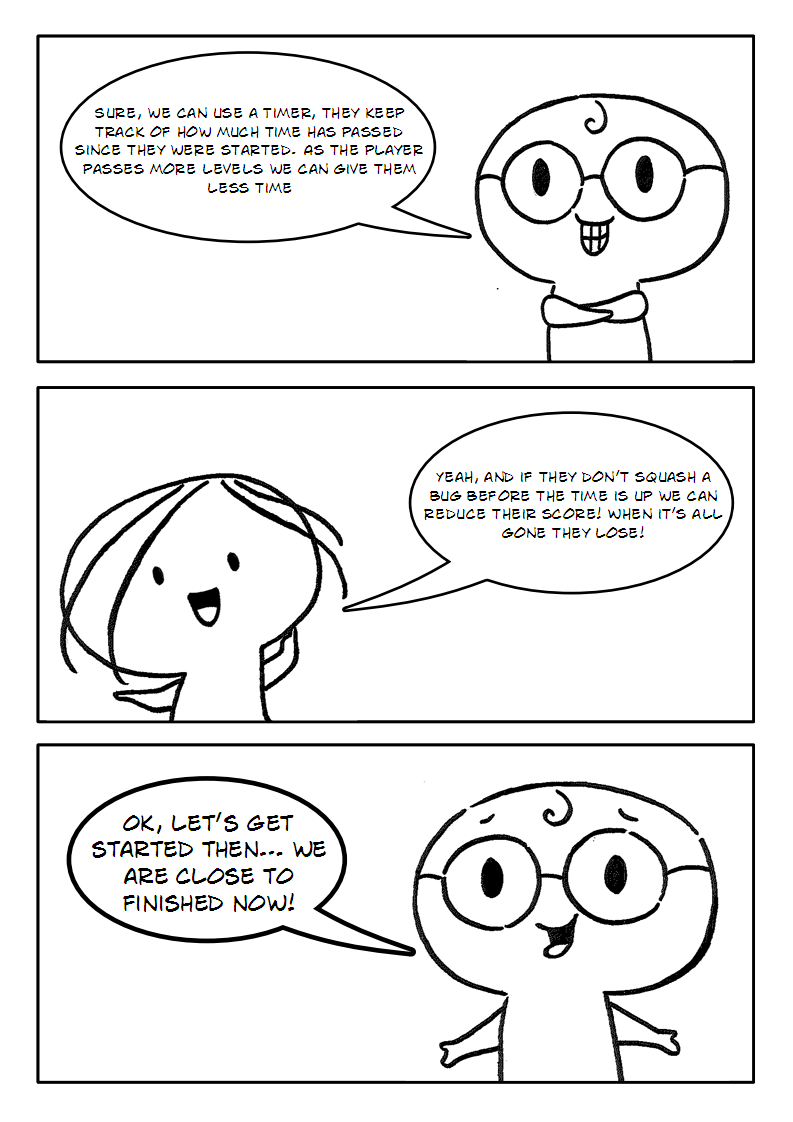 SURE, WE CAN USE A TIMER, THEY KEEP
TRACK OF HOW MUCH TIME HAS PASSED
SINCE THEY WERE STARTED. AS THE PLAYER
PASSES MORE LEVELS WE CAN GIVE THEM
LESS TIME
YEAH, AND IF THEY DON'T SQUASH A
BUG BEFORE THE TIME IS UP WE CAN
REDUCE THEIR SCORE! WHEN IT'S ALL
GONE THEY LOSE!
OK, LET'S GET
STARTED THEN... WE
ARE CLOSE TO
FINISHED NOW!